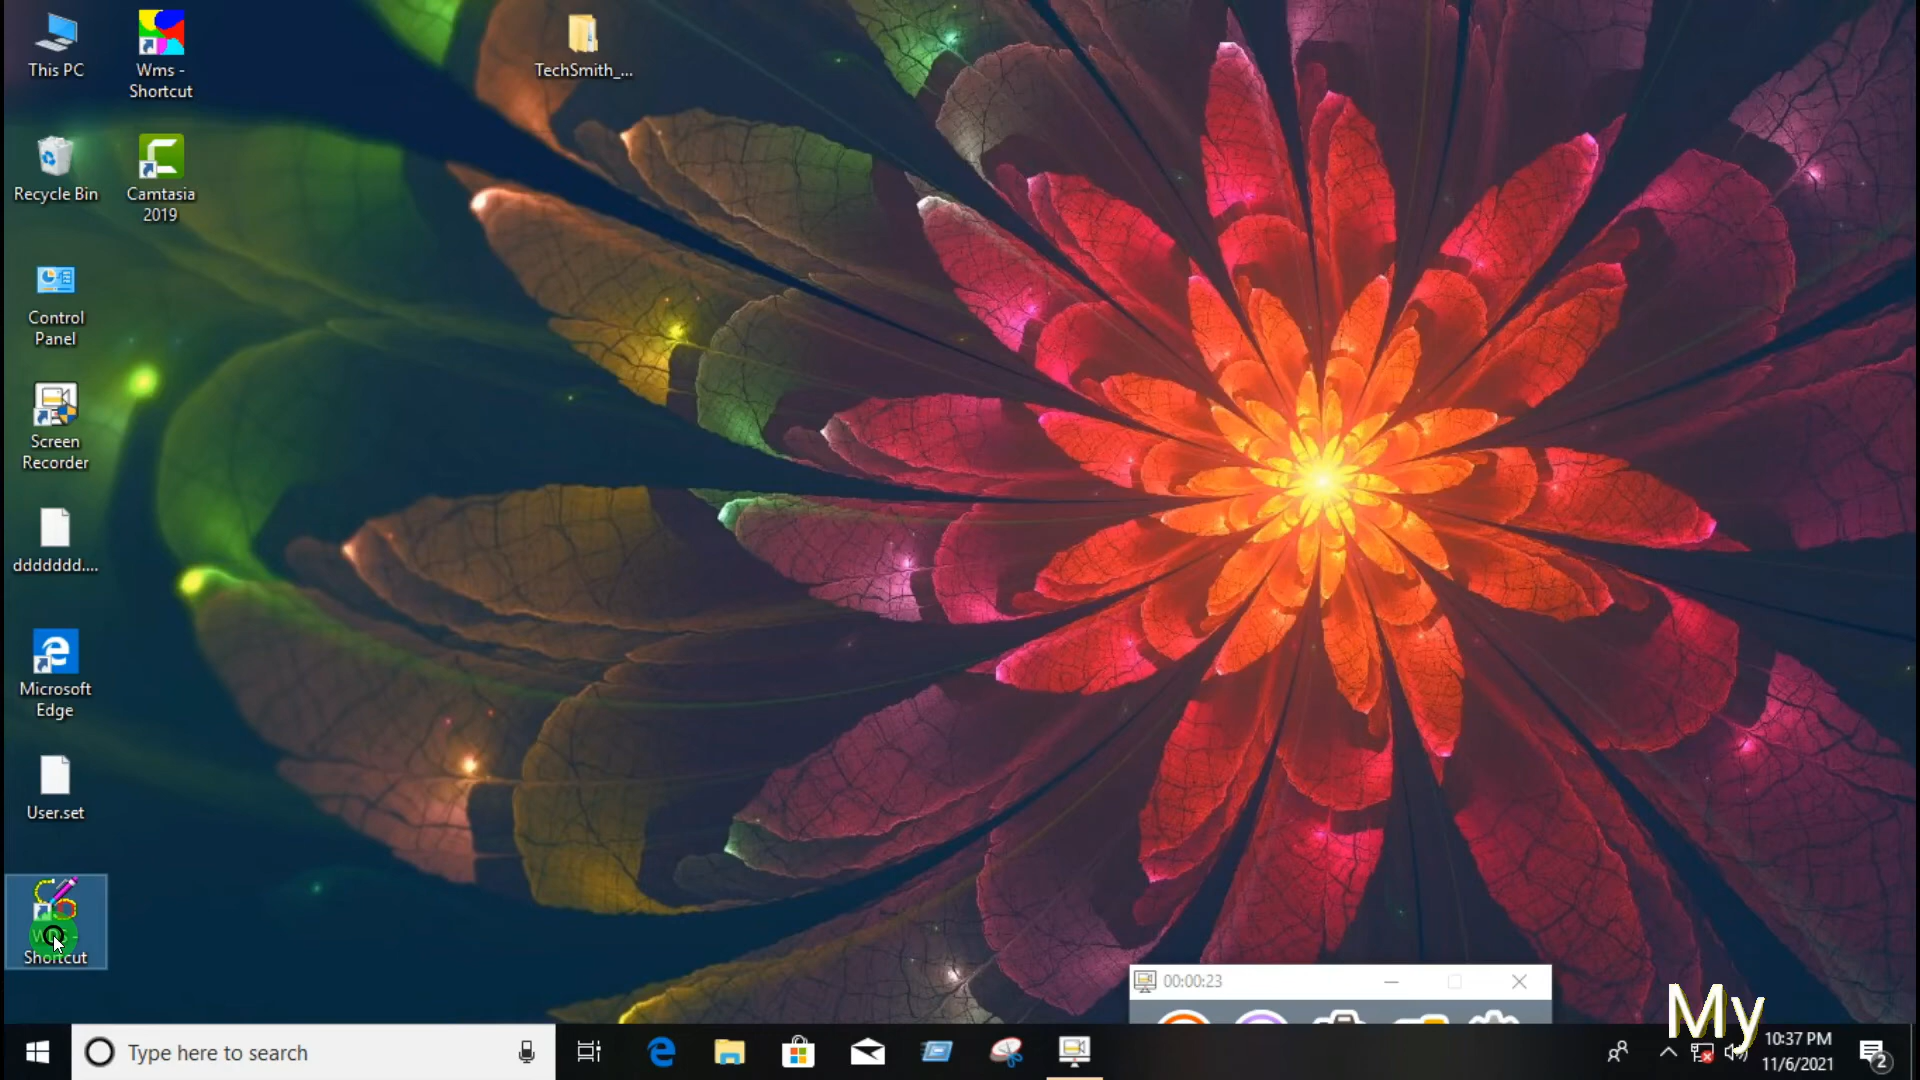 This PC
Wms -
Shortcut
TechSmith_...
Recycle Bin
Camtasia
2019
Control
Panel
Screen
Recorder
ddddddd....
Microsoft
Edge
User.set
Shortcut
00:00:23
My
Type here to search
10:37 PM
11/6/2021
2